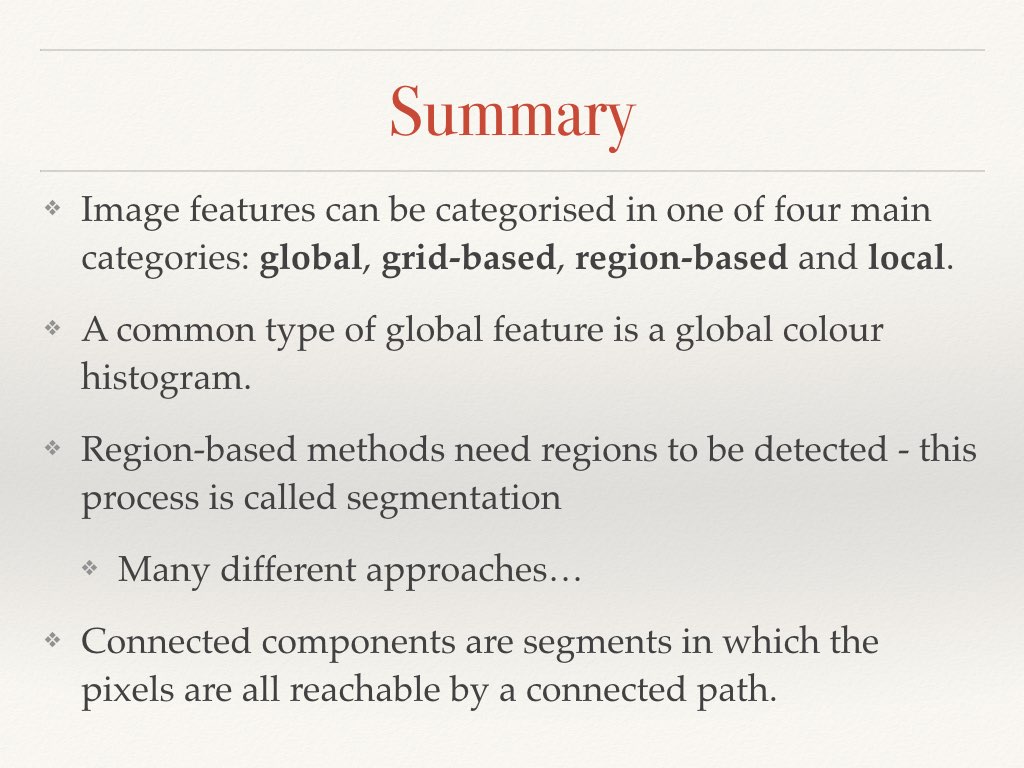 Summary
❖ Image features can be categorised in one of four main
categories: global, grid-based, region-based and local.
❖ A common type of global feature is a global colour
histogram.
❖ Region-based methods need regions to be detected - this
process is called segmentation
❖ Many different approaches…
❖ Connected components are segments in which the
pixels are all reachable by a connected path.